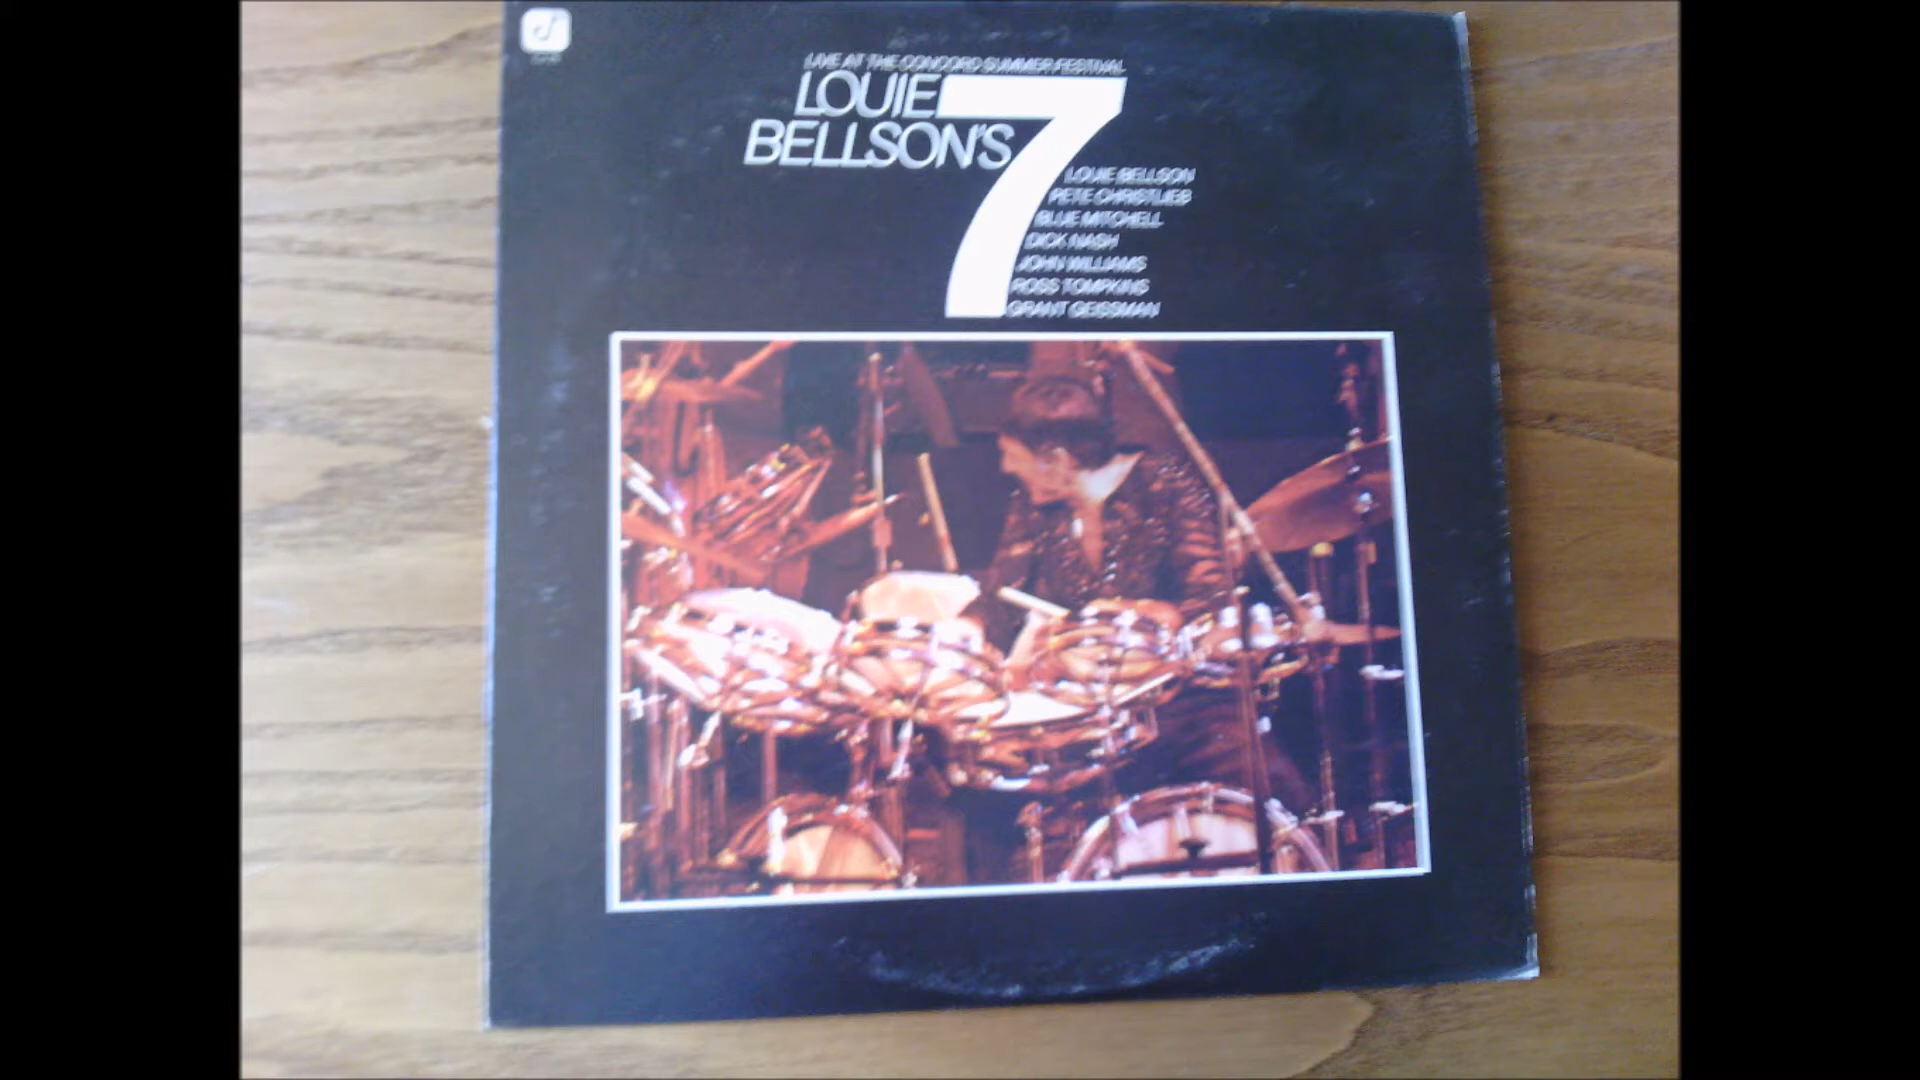 LIVE AT THE CONCORD SUMMER FESTIVAL
LOUIE
BELLSON'S
7
LOUIE BELLSON
PETE CHRISTLIEB
BLUE MITCHELL
DICK NASH
JOHN WILLIAMS
ROSS TOMPKINS
GRANT GEISSMAN